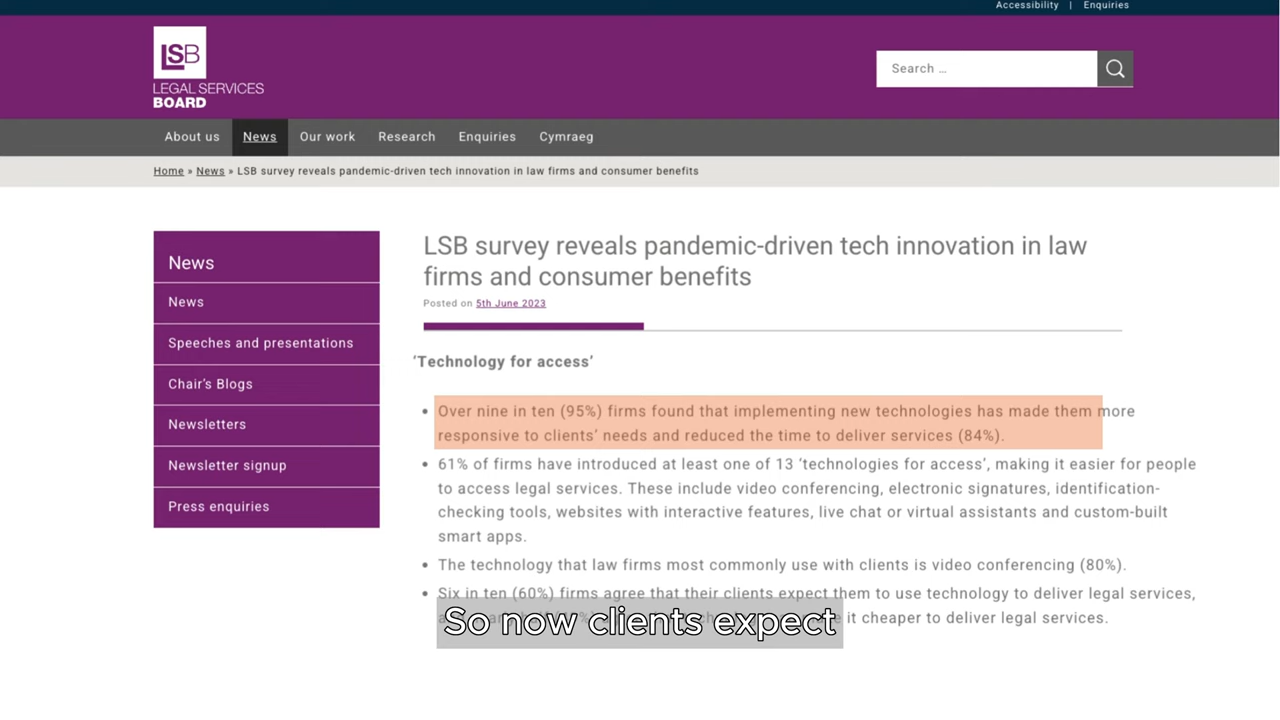 Accessibility | Enquiries
LSB
LEGAL SERVICES
BOARD
Search ...
About us News Our work Research Enquiries Cymraeg
Home » News » LSB survey reveals pandemic-driven tech innovation in law firms and consumer benefits
News
News
Speeches and presentations
Chair's Blogs
Newsletters
Newsletter signup
Press enquiries
LSB survey reveals pandemic-driven tech innovation in law
firms and consumer benefits
Posted on 5th June 2023
'Technology for access'
• Over nine in ten (95%) firms found that implementing new technologies has made them more
responsive to clients' needs and reduced the time to deliver services (84%).
• 61% of firms have introduced at least one of 13 'technologies for access', making it easier for people
to access legal services. These include video conferencing, electronic signatures, identification-
checking tools, websites with interactive features, live chat or virtual assistants and custom-built
smart apps.
• The technology that law firms most commonly use with clients is video conferencing (80%).
• Six in ten (60%) firms agree that their clients expect them to use technology to deliver legal services,
it cheaper to deliver legal services.
So now clients expect